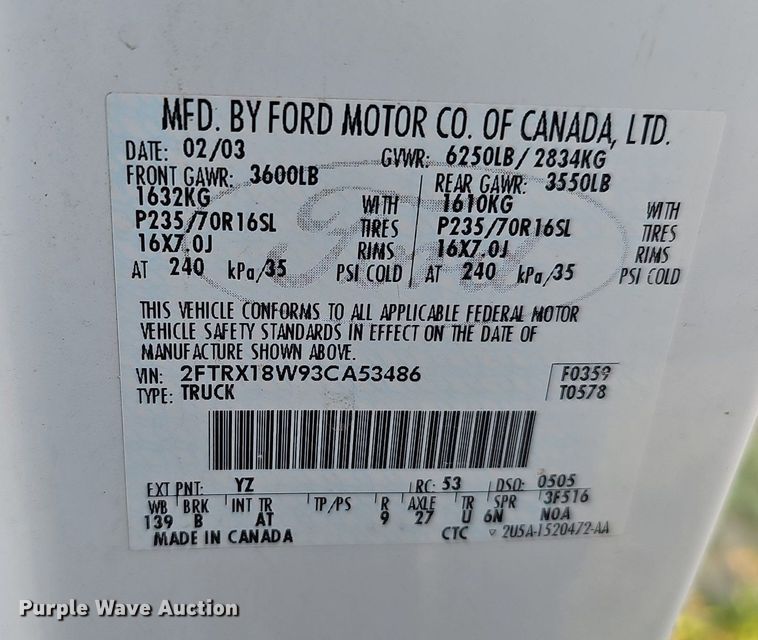 MFD. BY FORD MOTOR CO. OF CANADA, LTD.
DATE: 02/03 GVWR: 6250LB/ 2834KG
FRONT GAWR: 3600LB REAR GAWR: 3550LB
1632KG WITH 1610KG WITH
P235/70R16SL TIRES P235/70R16SL TIRES
16X7.0J RIMS 16X7.0J RIMS
AT 240 kPa/35 PSI COLD AT 240 kPa/35 PSI COLD
Ford
THIS VEHICLE CONFORMS TO ALL APPLICABLE FEDERAL MOTOR
VEHICLE SAFETY STANDARDS IN EFFECT ON THE DATE OF
MANUFACTURE SHOWN ABOVE.
VIN: 2FTRX18W93CA53486 F0359
TYPE: TRUCK T0578
EXT PNT: YZ RC: 53 DSO: 0505
WB BRK INT TR TP/PS R AXLE TR SPR 3F516
139 B AT 9 27 U 6N NOA
MADE IN CANADA CTC 2U5A-1520472-AA
Purple Wave Auction